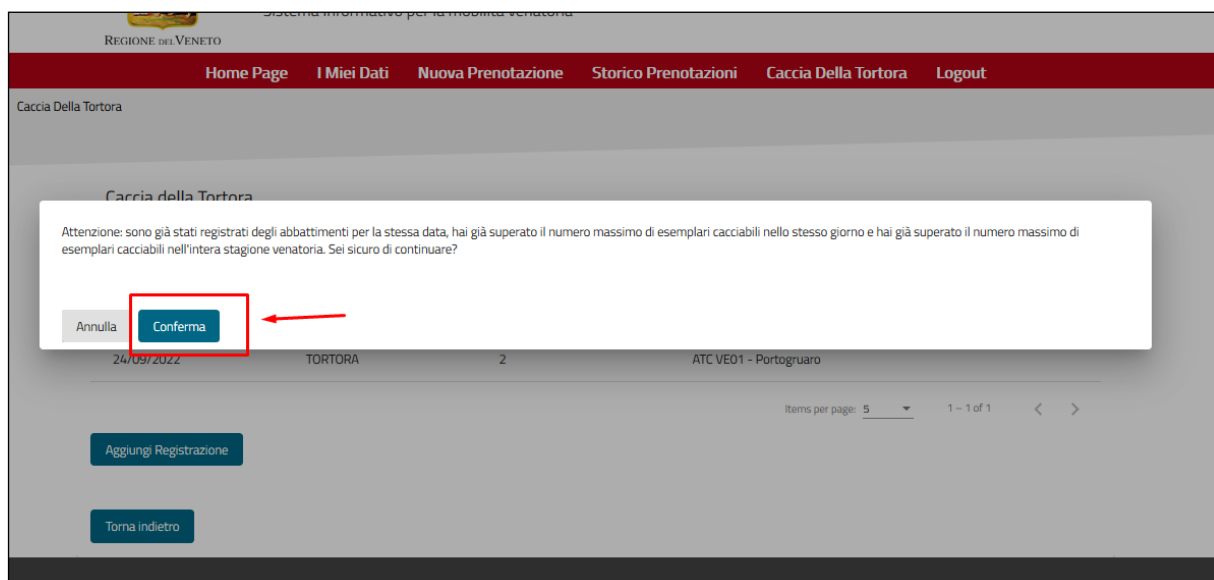 Sistema informativo per la mobilità venatoria
REGIONE DEL VENETO
Home Page I Miei Dati Nuova Prenotazione Storico Prenotazioni Caccia Della Tortora Logout
Caccia Della Tortora
Caccia della Tortora
Attenzione: sono già stati registrati degli abbattimenti per la stessa data, hai già superato il numero massimo di esemplari cacciabili nello stesso giorno e hai già superato il numero massimo di
esemplari cacciabili nell'intera stagione venatoria. Sei sicuro di continuare?
Annulla Conferma
24/09/2022 TORTORA 2 ATC VE01 - Portogruaro
Items per page: 5 1 – 1 of 1
Aggiungi Registrazione
Torna indietro